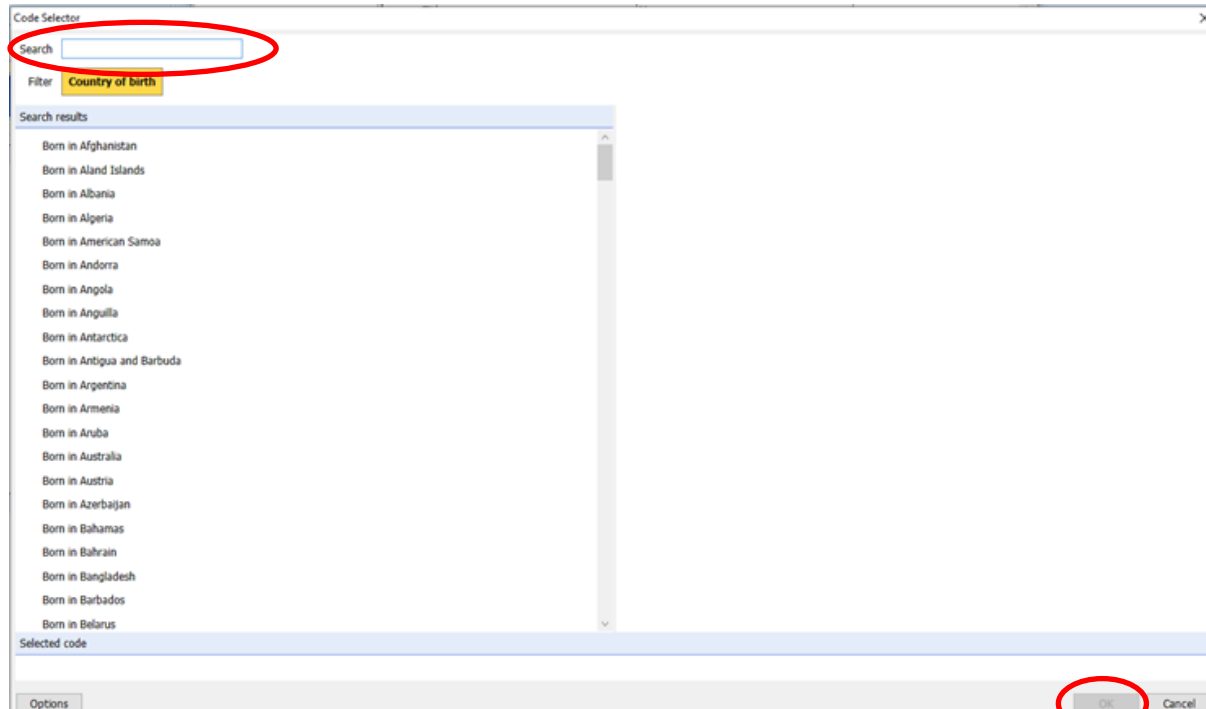 Code Selector
Search
Filter Country of birth
Search results
Born in Afghanistan
Born in Aland Islands
Born in Albania
Born in Algeria
Born in American Samoa
Born in Andorra
Born in Angola
Born in Anguilla
Born in Antarctica
Born in Antigua and Barbuda
Born in Argentina
Born in Armenia
Born in Aruba
Born in Australia
Born in Austria
Born in Azerbaijan
Born in Bahamas
Born in Bahrain
Born in Bangladesh
Born in Barbados
Born in Belarus
Selected code
Options OK Cancel